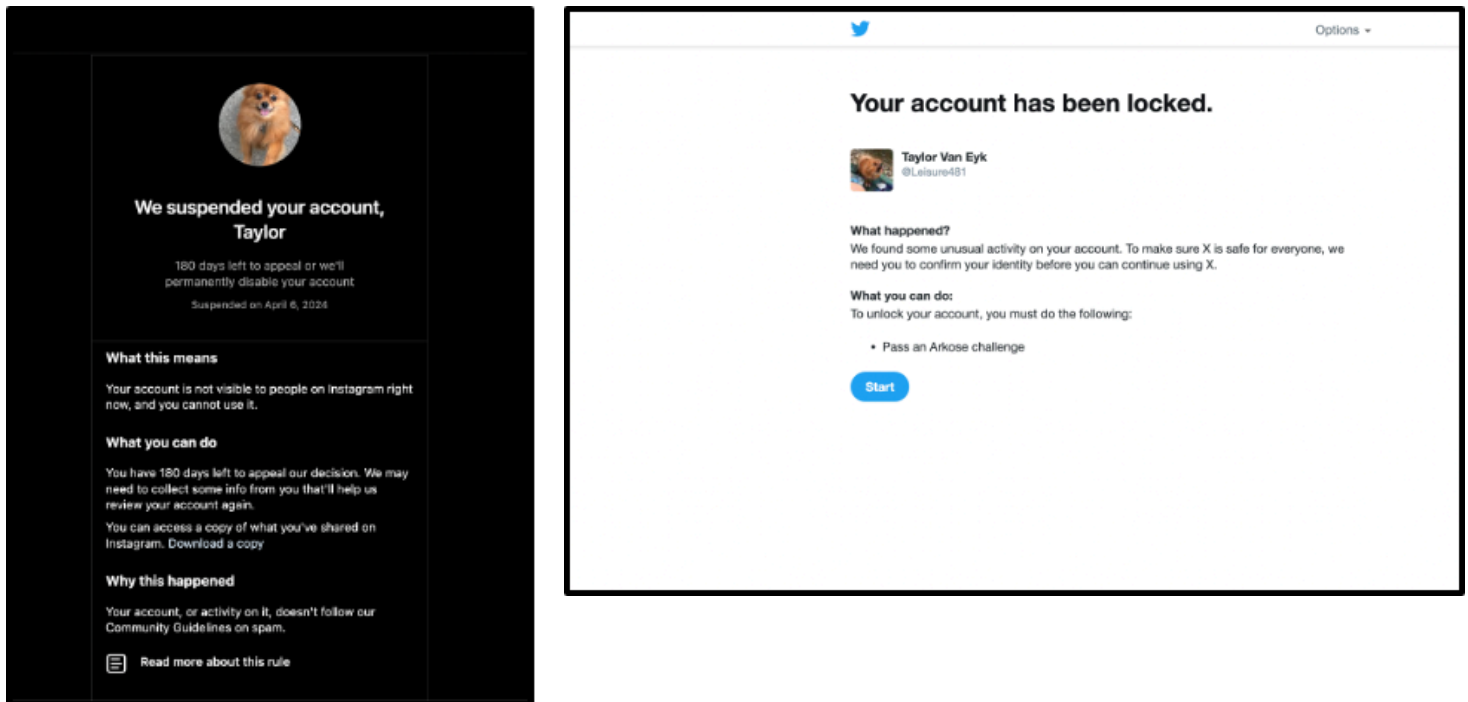 We suspended your account,
Taylor
180 days left to appeal or we'll
permanently disable your account
Suspended on April 6, 2024
What this means
Your account is not visible to people on Instagram right
now, and you cannot use it.
What you can do
You have 180 days left to appeal our decision. We may
need to collect some info from you that'll help us
review your account again.
You can access a copy of what you've shared on
Instagram. Download a copy
Why this happened
Your account, or activity on it, doesn't follow our
Community Guidelines on spam.
Read more about this rule
Options
Your account has been locked.
Taylor Van Eyk
@Leisure481
What happened?
We found some unusual activity on your account. To make sure X is safe for everyone, we
need you to confirm your identity before you can continue using X.
What you can do:
To unlock your account, you must do the following:
• Pass an Arkose challenge
Start